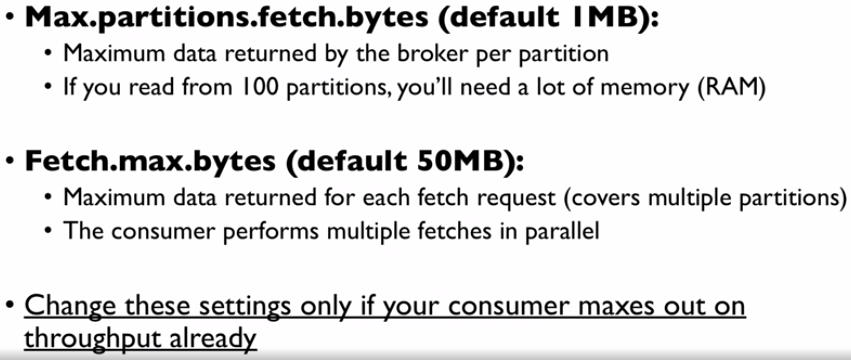 • Max.partitions.fetch.bytes (default 1MB):
• Maximum data returned by the broker per partition
• If you read from 100 partitions, you'll need a lot of memory (RAM)
• Fetch.max.bytes (default 50MB):
• Maximum data returned for each fetch request (covers multiple partitions)
• The consumer performs multiple fetches in parallel
• Change these settings only if your consumer maxes out on
throughput already